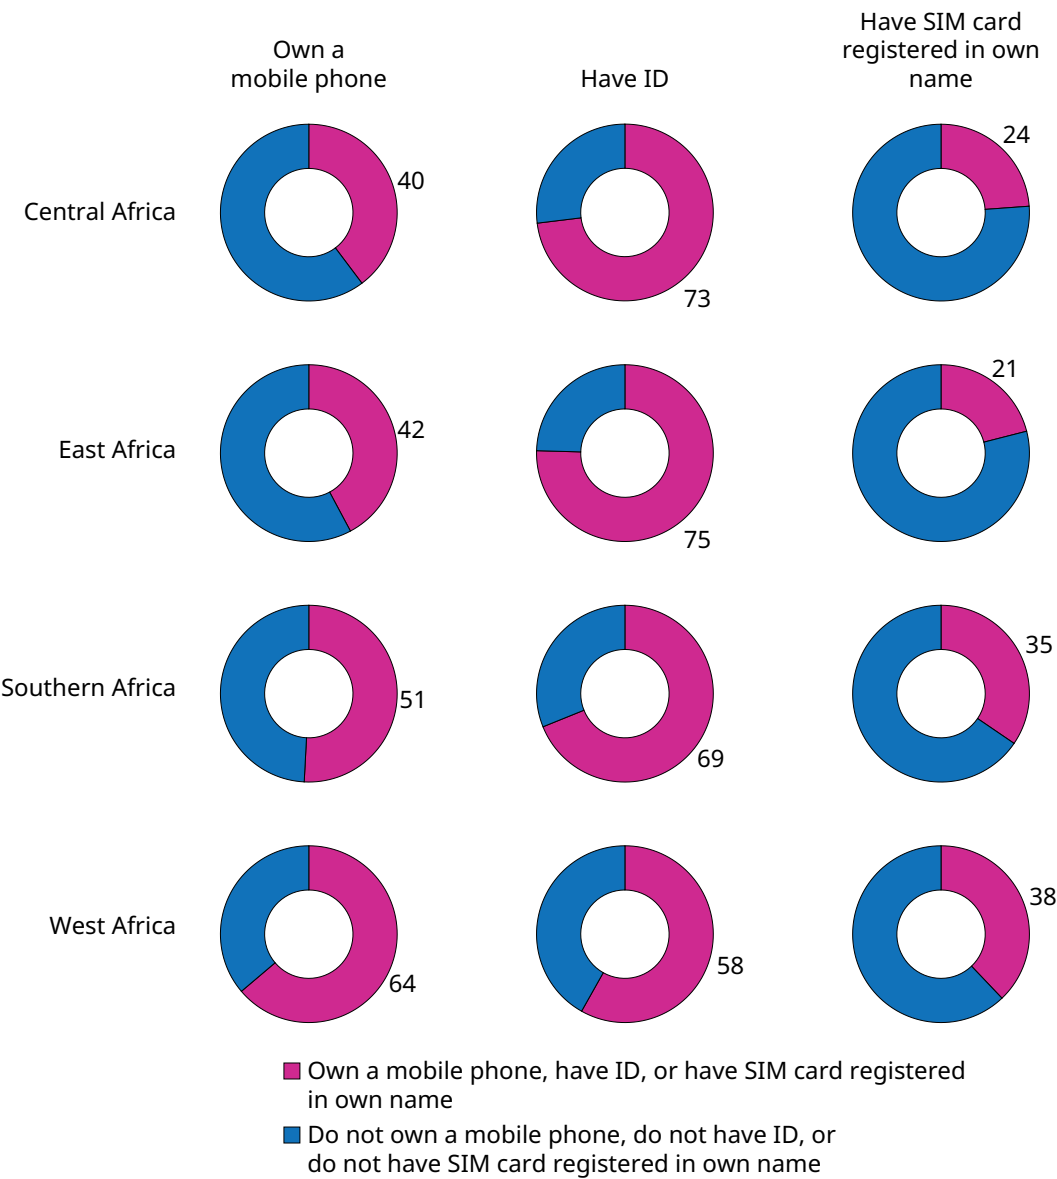 Own a
mobile phone
Have ID
Have SIM card
registered in own
name
Central Africa
40
73
24
East Africa
42
75
21
Southern Africa
51
69
35
West Africa
64
58
38
Own a mobile phone, have ID, or have SIM card registered
in own name
Do not own a mobile phone, do not have ID, or
do not have SIM card registered in own name